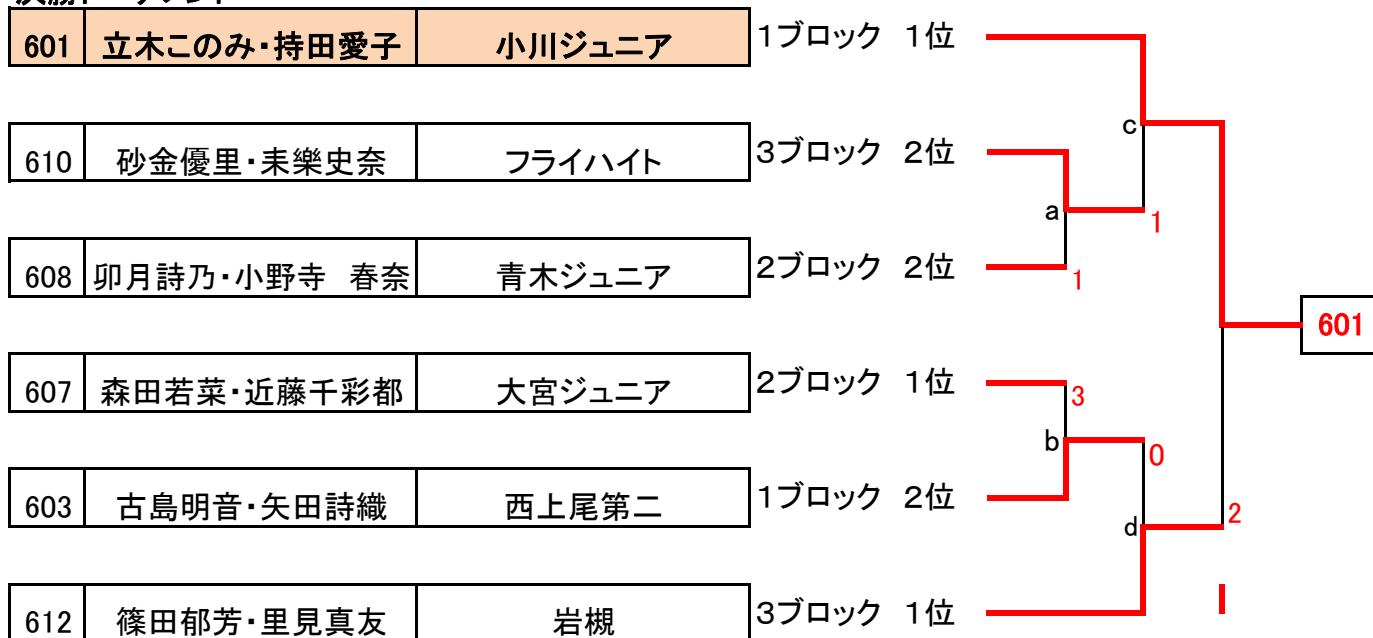 601 立木このみ・持田愛子 小川ジュニア 1ブロック 1位
c
610 砂金優里・耒樂史奈 フライハイト 3ブロック 2位
a 1
608 卯月詩乃・小野寺 春奈 青木ジュニア 2ブロック 2位
1
601
607 森田若菜・近藤千彩都 大宮ジュニア 2ブロック 1位
3
b 0
603 古島明音・矢田詩織 西上尾第二 1ブロック 2位
d 2
612 篠田郁芳・里見真友 岩槻 3ブロック 1位